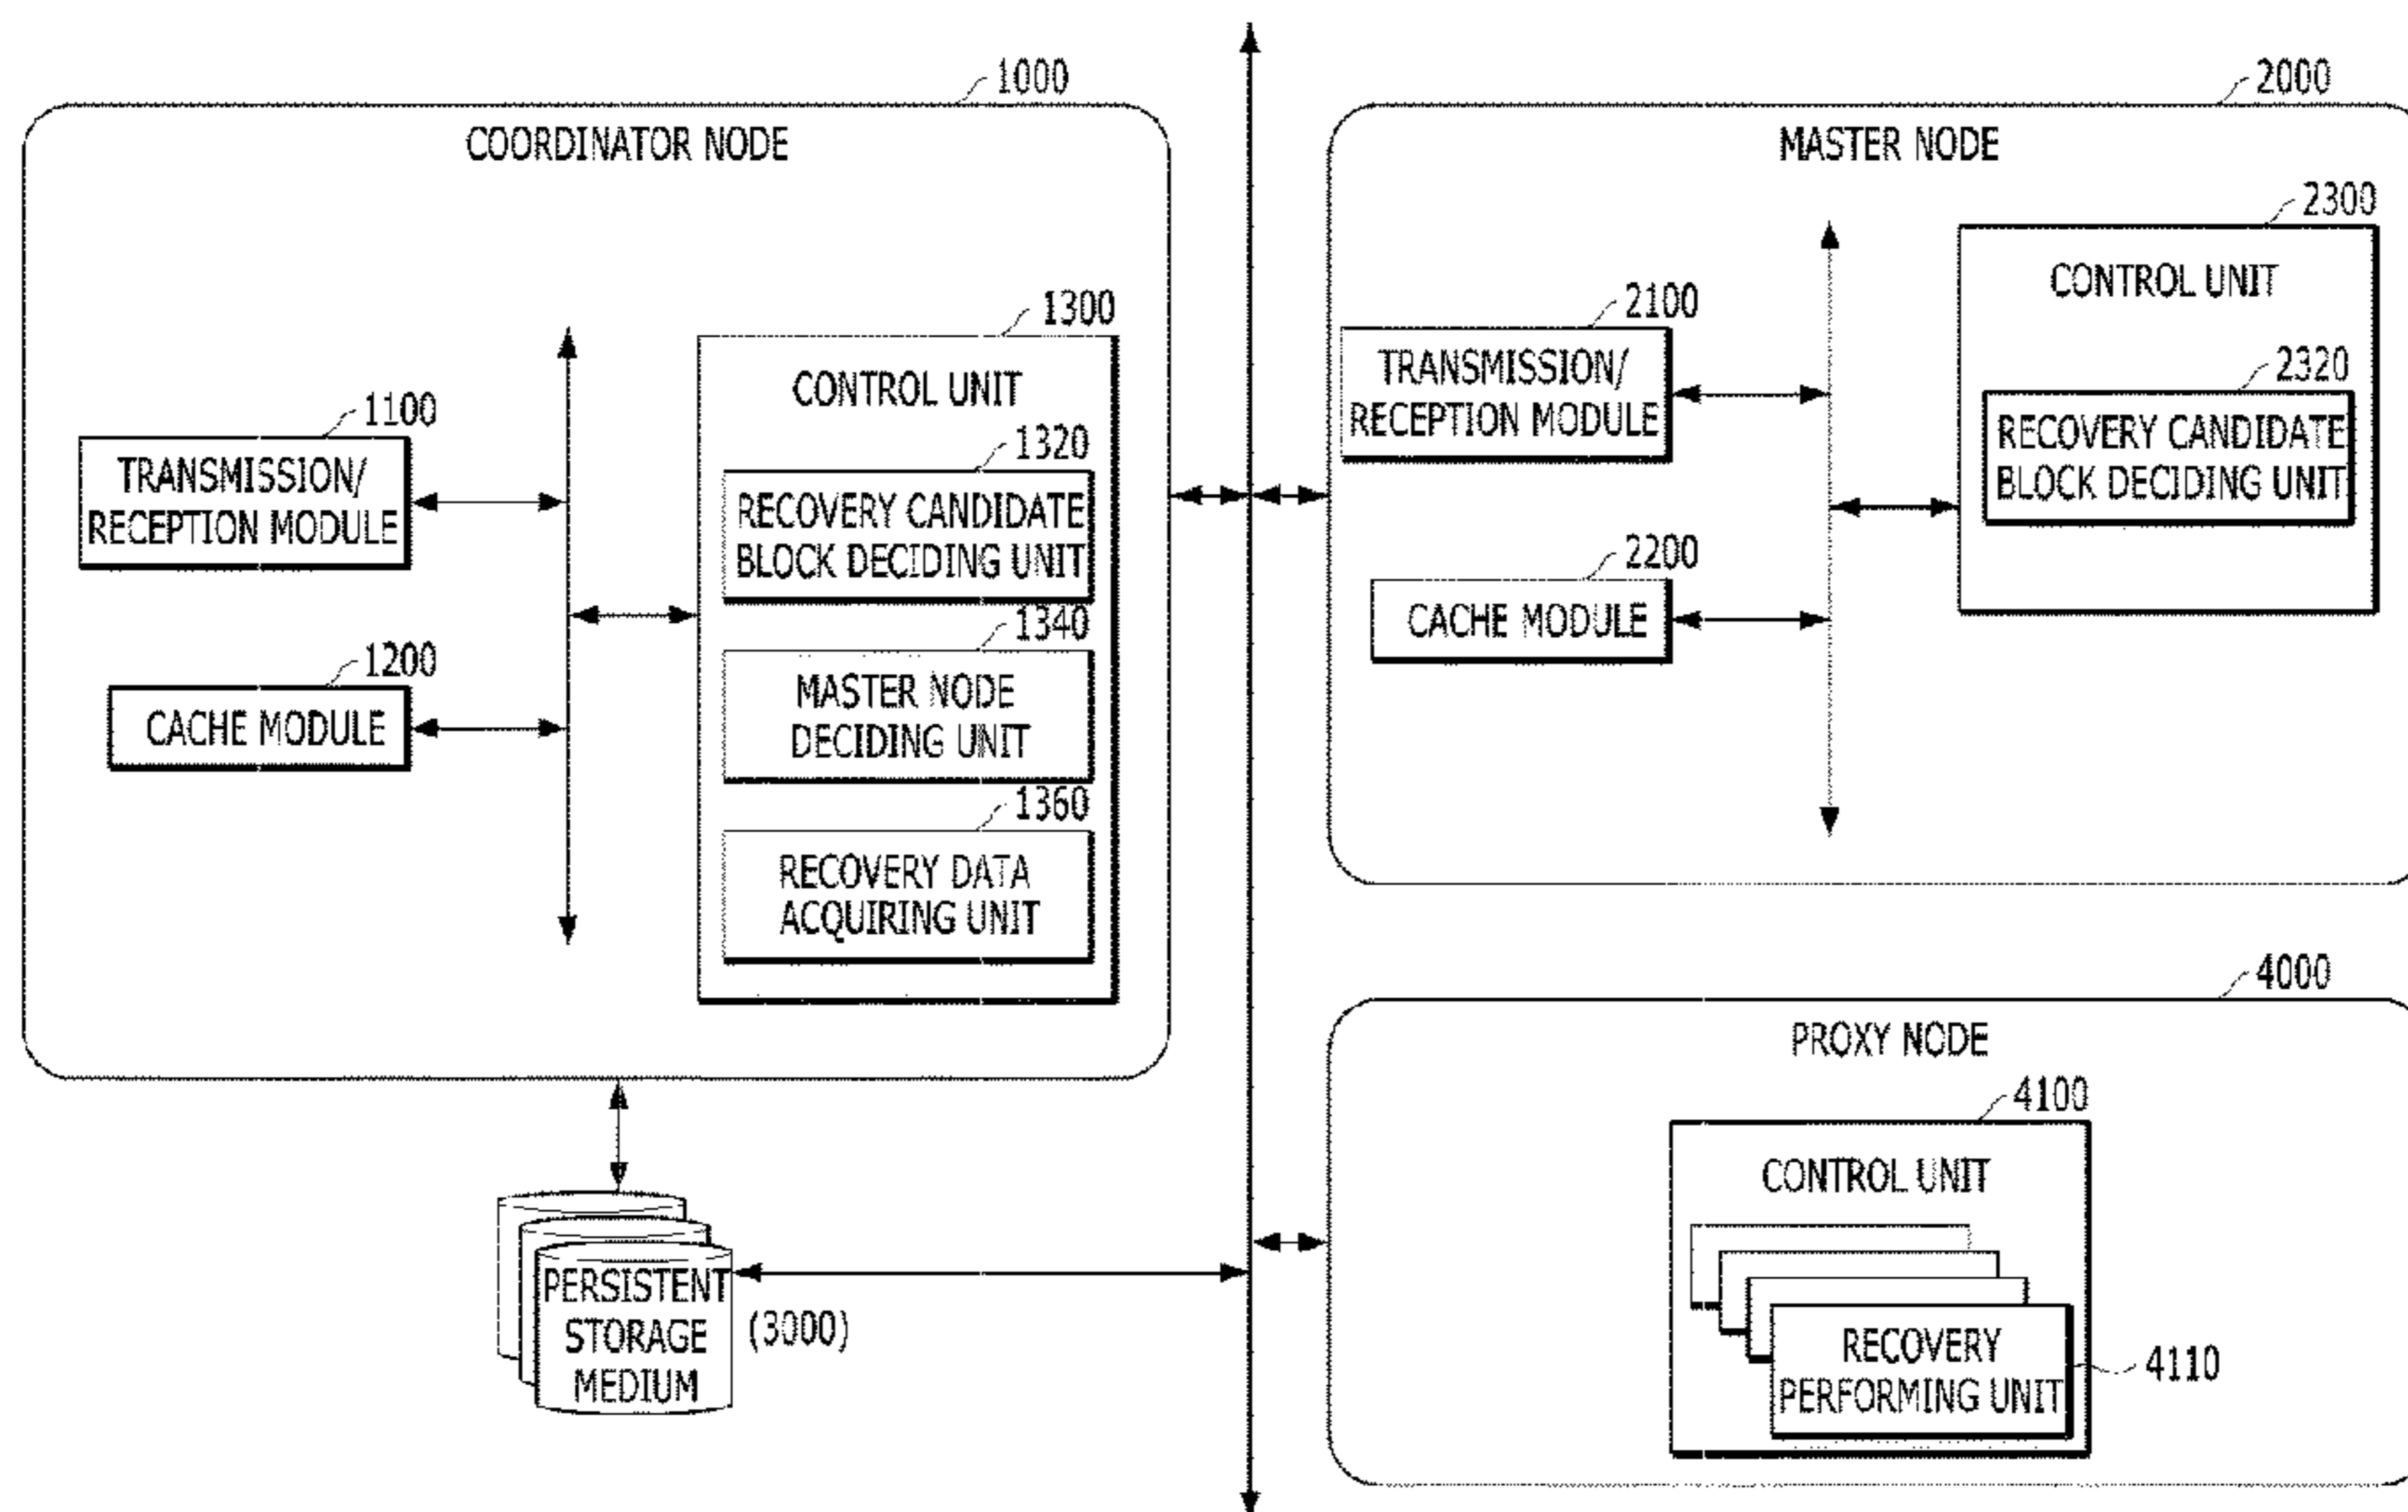 1000
COORDINATOR NODE
1100
TRANSMISSION/
RECEPTION MODULE
1200
CACHE MODULE
1300
CONTROL UNIT
1320
RECOVERY CANDIDATE
BLOCK DECIDING UNIT
1340
MASTER NODE
DECIDING UNIT
1360
RECOVERY DATA
ACQUIRING UNIT
2000
MASTER NODE
2100
TRANSMISSION/
RECEPTION MODULE
2200
CACHE MODULE
2300
CONTROL UNIT
2320
RECOVERY CANDIDATE
BLOCK DECIDING UNIT
PERSISTENT
STORAGE
MEDIUM
(3000)
4000
PROXY NODE
4100
CONTROL UNIT
RECOVERY
PERFORMING UNIT
4110